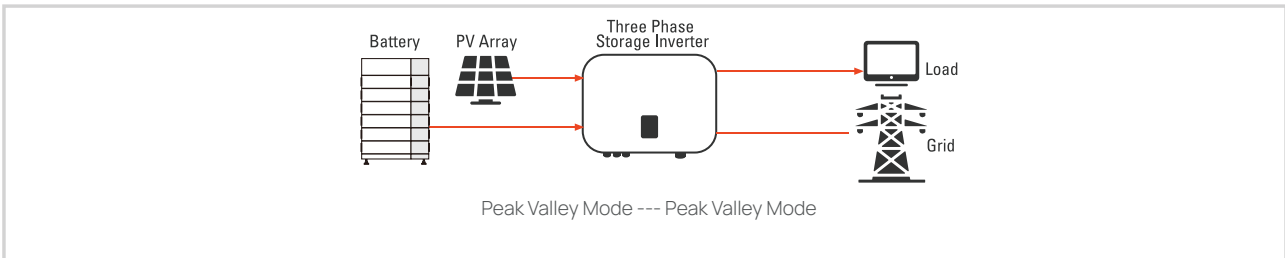 Three Phase
Storage Inverter
Battery
PV Array
Load
Grid
Peak Valley Mode --- Peak Valley Mode